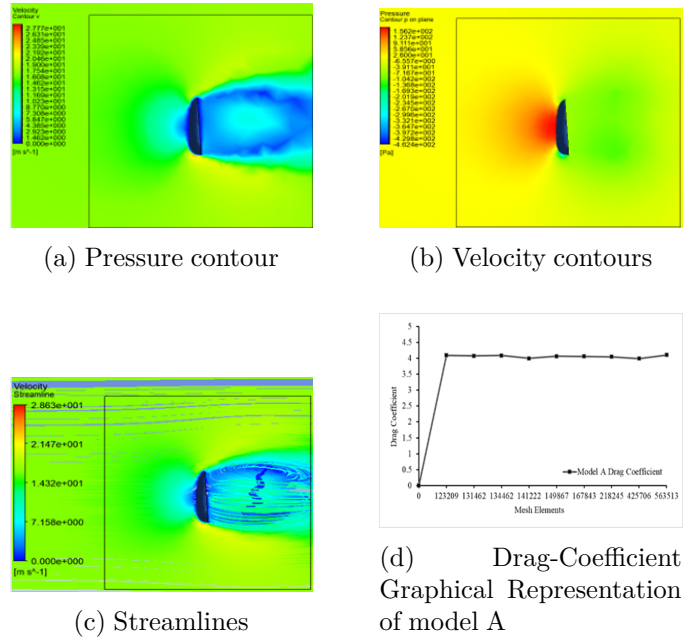 Velocity
Contour v
2.777e+001
2.631e+001
2.485e+001
2.339e+001
2.192e+001
2.046e+001
1.900e+001
1.754e+001
1.608e+001
1.462e+001
1.315e+001
1.169e+001
1.023e+001
8.770e+000
7.308e+000
5.847e+000
4.385e+000
2.923e+000
1.462e+000
0.000e+000
[m s^-1]
(a) Pressure contour
Pressure
Contour p on plane
1.562e+002
1.237e+002
9.111e+001
5.856e+001
2.600e+001
-6.557e+000
-3.911e+001
-7.167e+001
-1.042e+002
-1.368e+002
-1.693e+002
-2.019e+002
-2.345e+002
-2.670e+002
-2.996e+002
-3.321e+002
-3.647e+002
-3.972e+002
-4.298e+002
-4.624e+002
[Pa]
(b) Velocity contours
Velocity
Streamline
2.863e+001
2.147e+001
1.432e+001
7.158e+000
0.000e+000
[m s^-1]
(c) Streamlines
5
4.5
4
3.5
3
2.5
2
1.5
1
0.5
0
Drag Coefficient
Model A Drag Coefficient
0 123209 131462 134462 141222 149867 167843 218245 425706 563513
Mesh Elements
(d) Drag-Coefficient
Graphical Representation
of model A